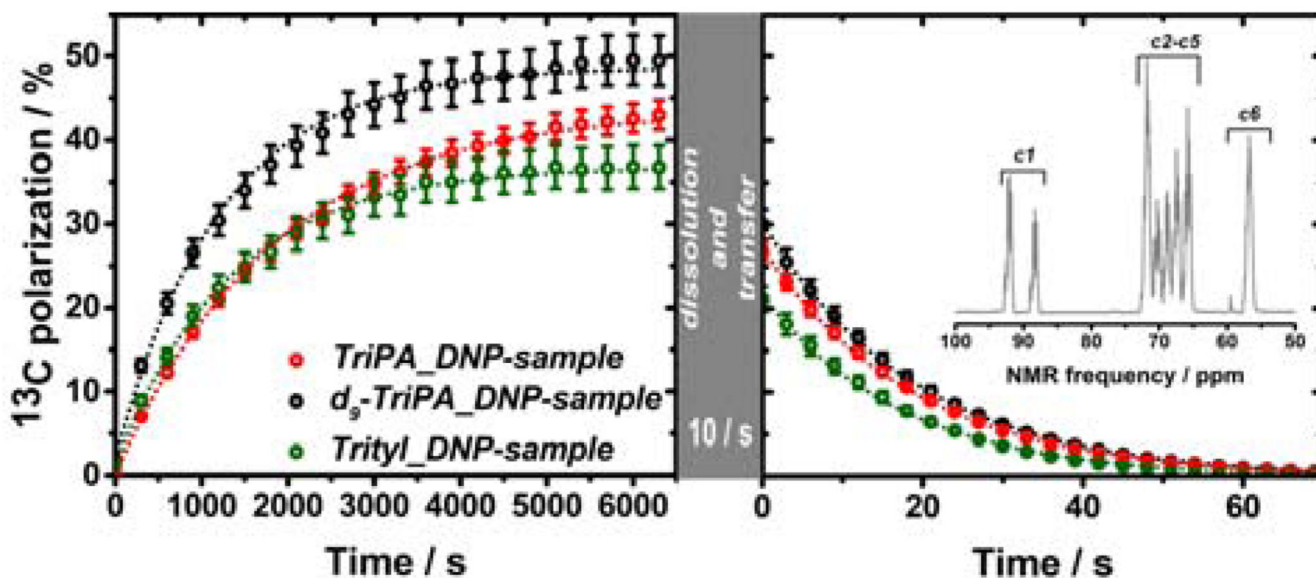 13C polarization / %
50
40
30
20
10
0
TriPA_DNP-sample
d9-TriPA_DNP-sample
Trityl_DNP-sample
0 1000 2000 3000 4000 5000 6000
Time / s
dissolution
and
transfer
10 / s
c1
c2-c5
c6
100 90 80 70 60 50
NMR frequency / ppm
0 20 40 60
Time / s